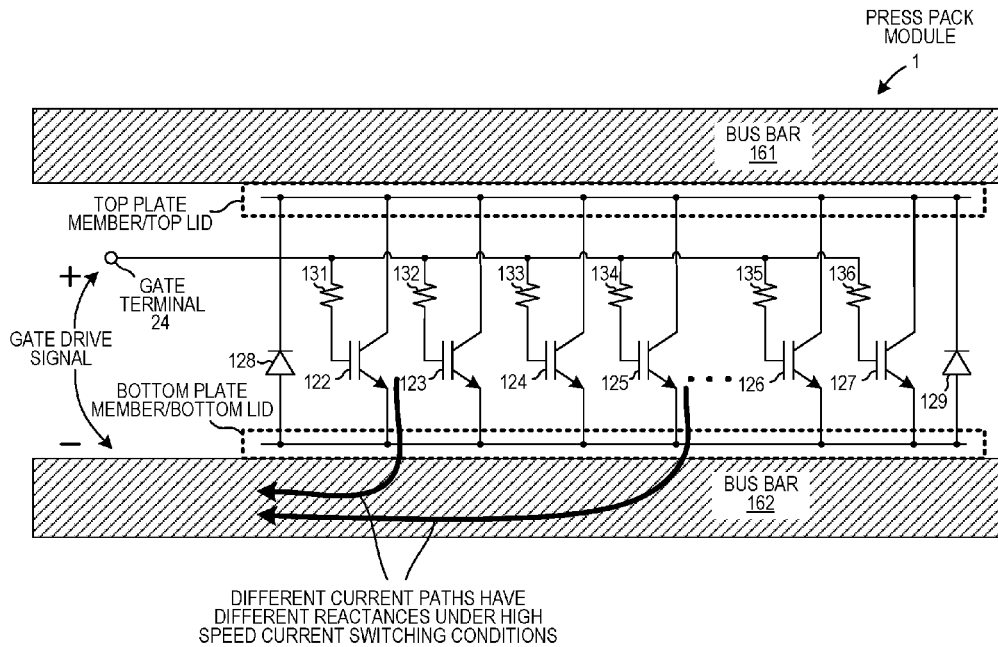 PRESS PACK
MODULE
1
BUS BAR
161
TOP PLATE
MEMBER/TOP LID
+
GATE
TERMINAL
24
GATE DRIVE
SIGNAL
131
132
133
134
135
136
128
122
123
124
125
126
127
129
BOTTOM PLATE
MEMBER/BOTTOM LID
–
BUS BAR
162
DIFFERENT CURRENT PATHS HAVE
DIFFERENT REACTANCES UNDER HIGH
SPEED CURRENT SWITCHING CONDITIONS